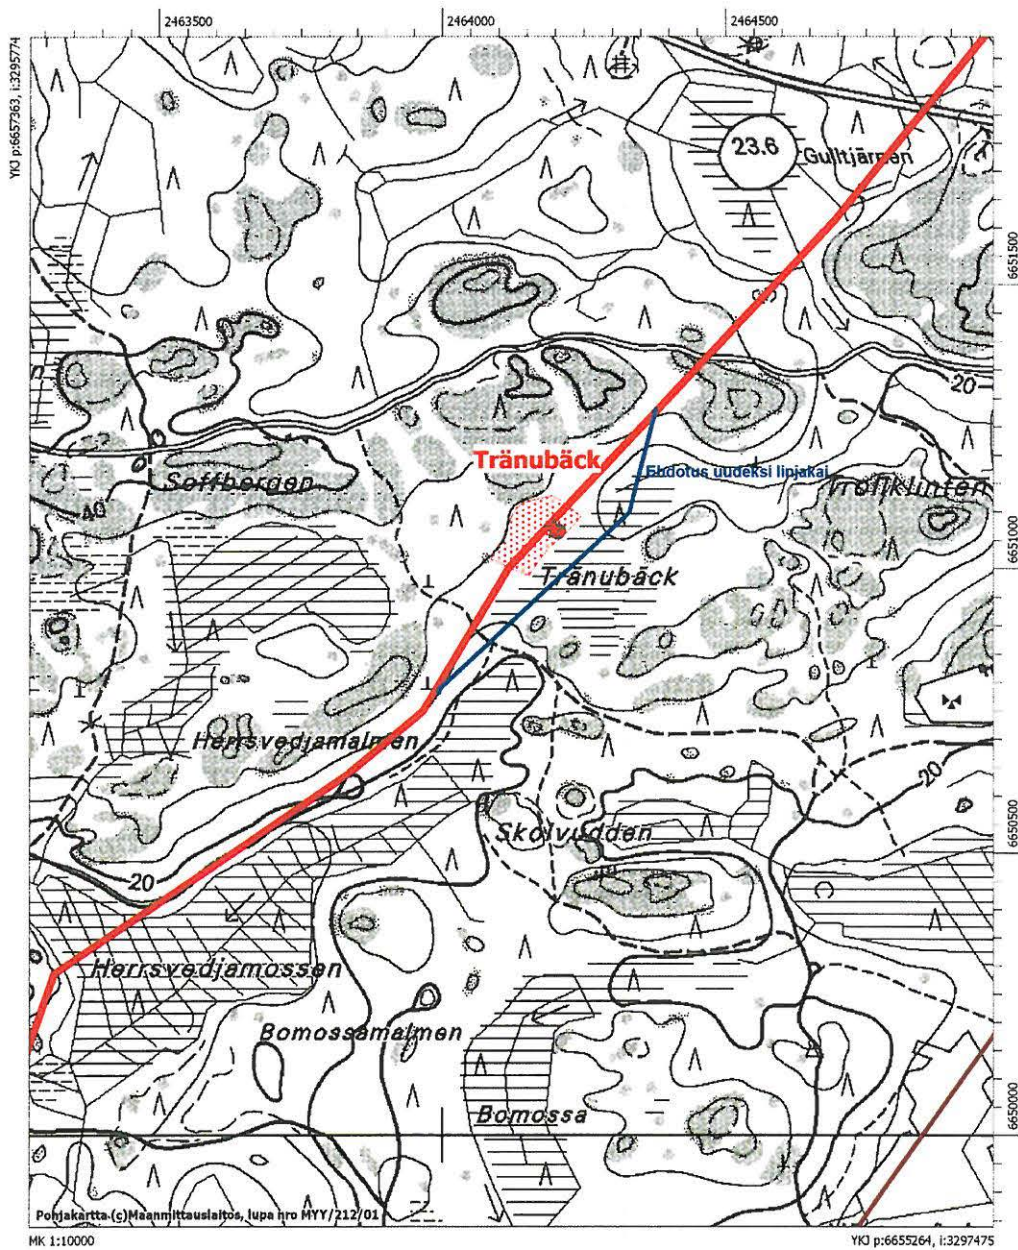 2463500
2464000
2464500
YKJ p:6657363, i:3295774
23.6
Gulltjärnen
6651500
20
Tränubäck
Ehdotus uudeksi linjakai
Soffbergen
Trollklinten
40
6651000
Tränubäck
Herrsvedjamalmen
20
Skolvudden
6650500
20
Herrsvedjamossen
Bomossamalmen
6650000
Bomossa
Pohjakartta (c)Maanmittauslaitos, lupa nro MYY/212/01
MK 1:10000
YKJ p:6655264, i:3297475